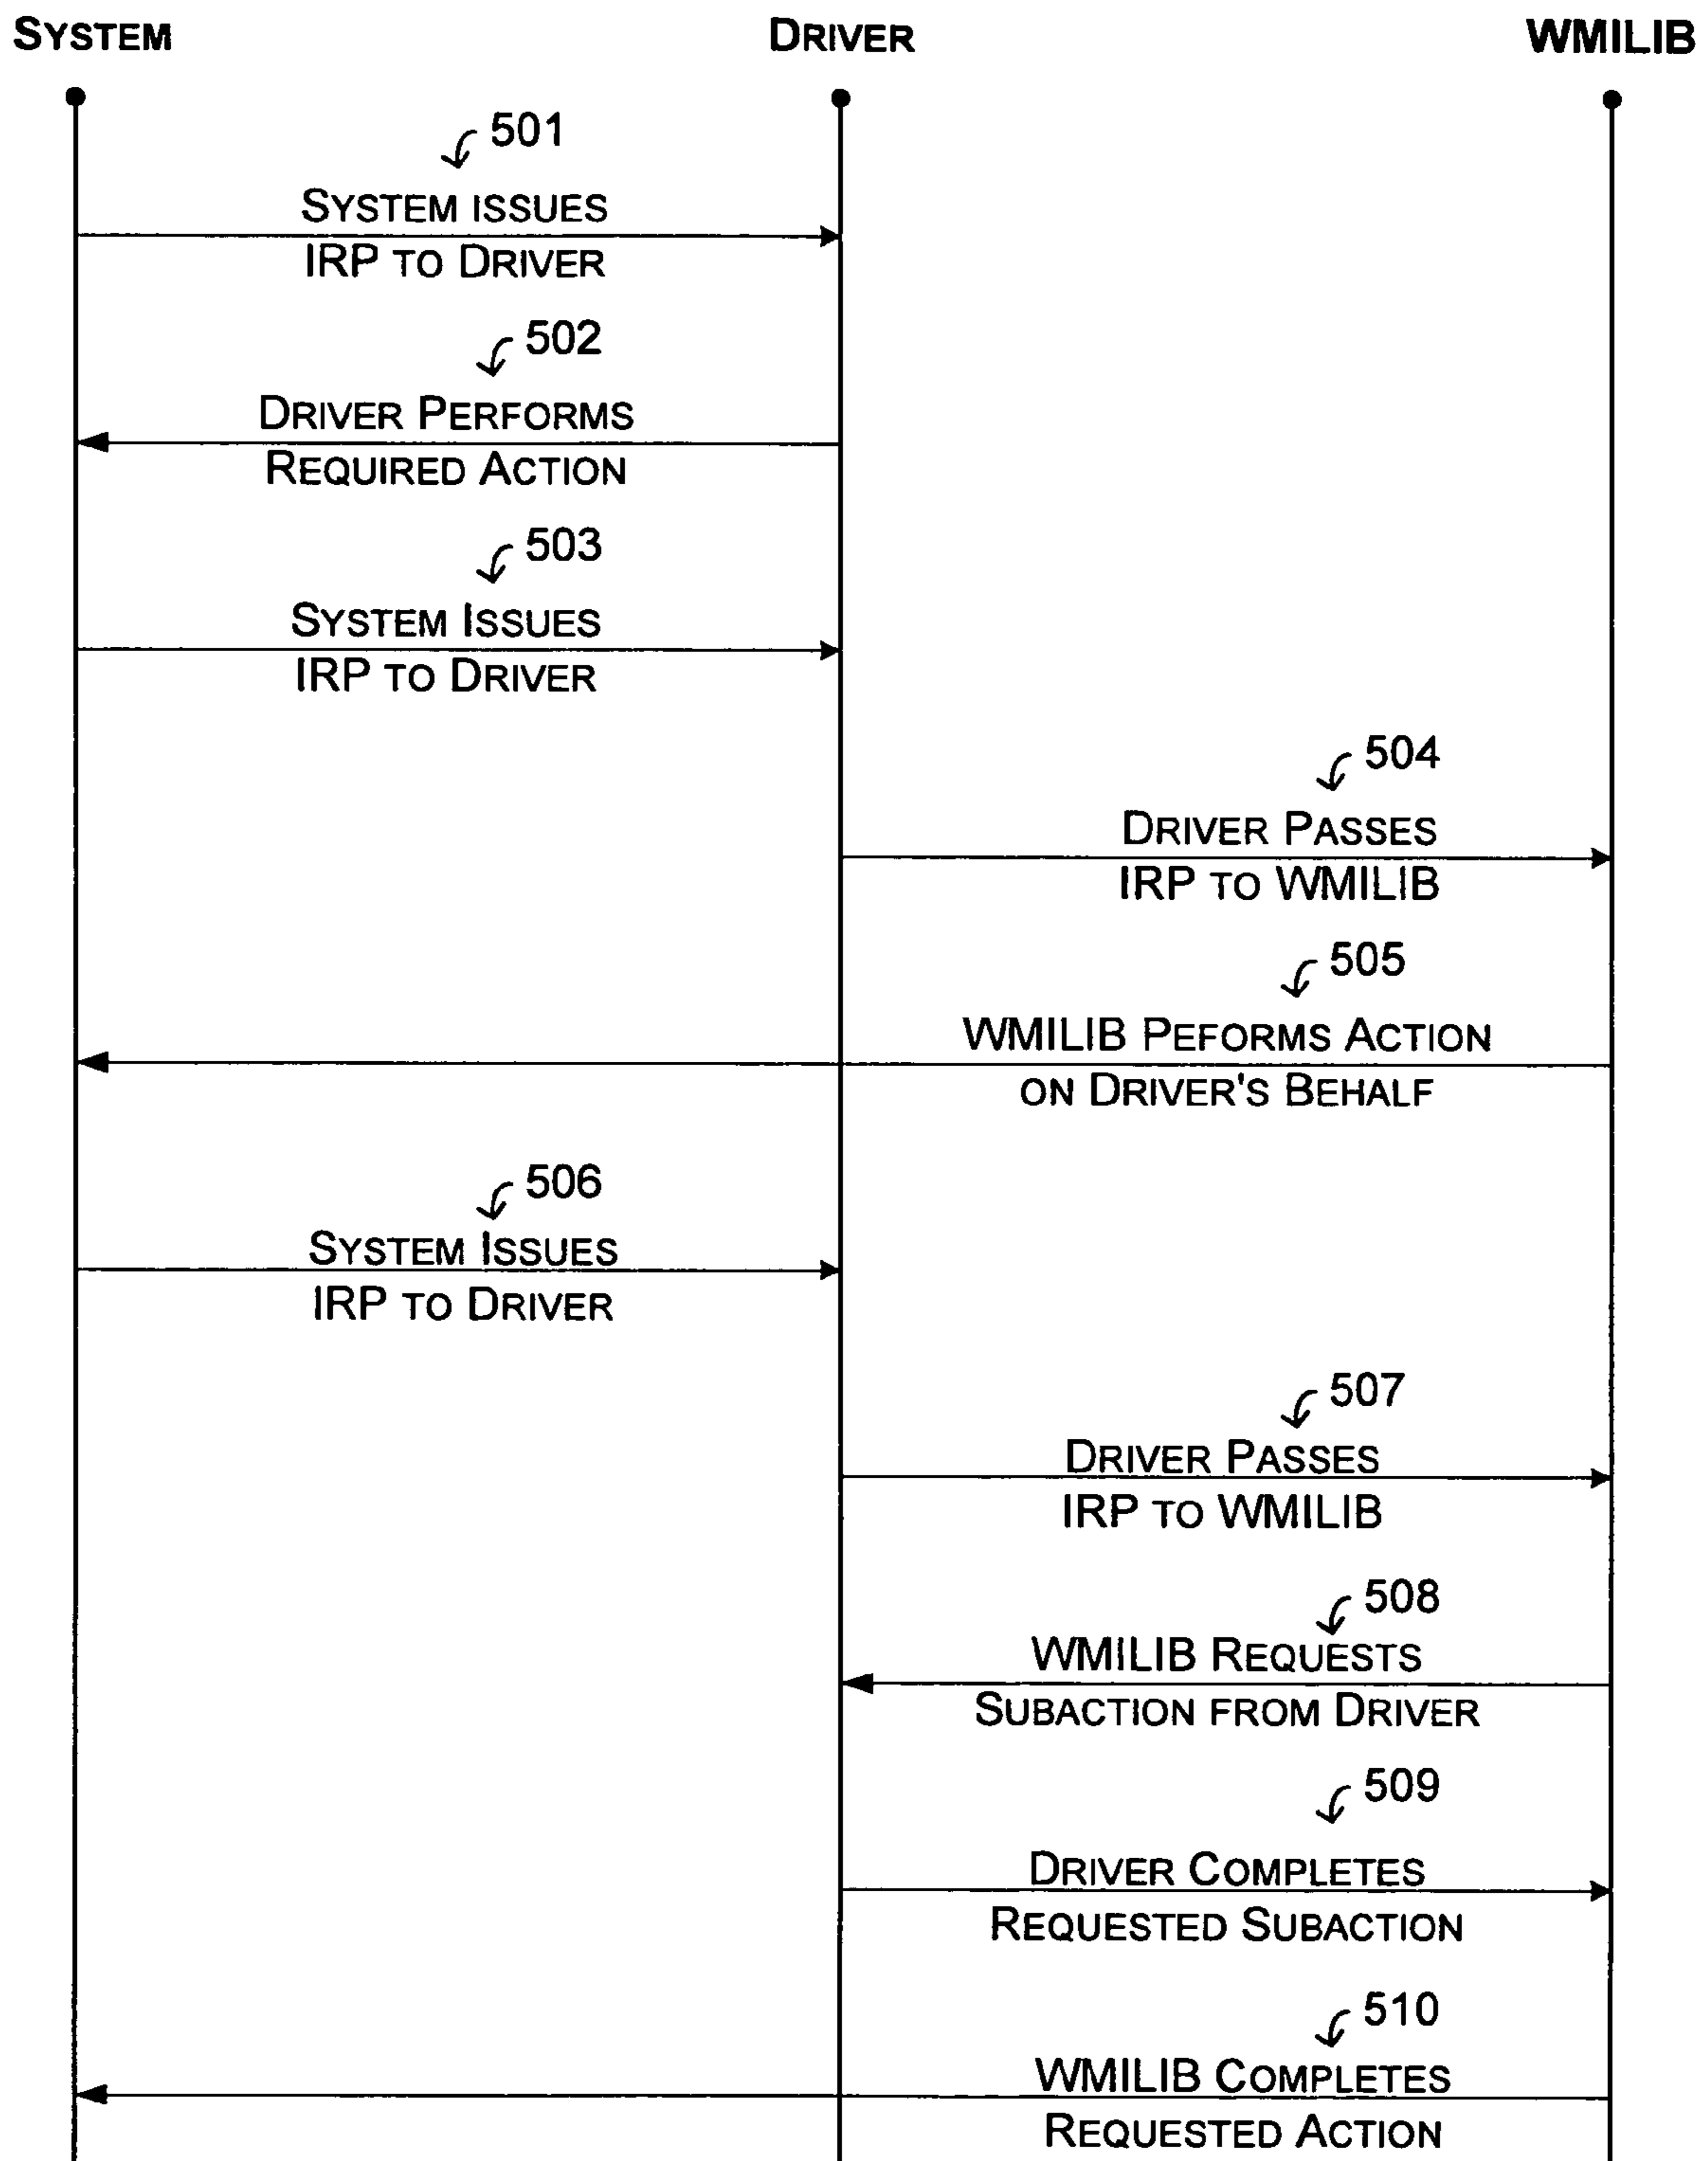 SYSTEM
DRIVER
WMILIB
501
SYSTEM ISSUES
IRP TO DRIVER
502
DRIVER PERFORMS
REQUIRED ACTION
503
SYSTEM ISSUES
IRP TO DRIVER
504
DRIVER PASSES
IRP TO WMILIB
505
WMILIB PEFORMS ACTION
ON DRIVER'S BEHALF
506
SYSTEM ISSUES
IRP TO DRIVER
507
DRIVER PASSES
IRP TO WMILIB
508
WMILIB REQUESTS
SUBACTION FROM DRIVER
509
DRIVER COMPLETES
REQUESTED SUBACTION
510
WMILIB COMPLETES
REQUESTED ACTION